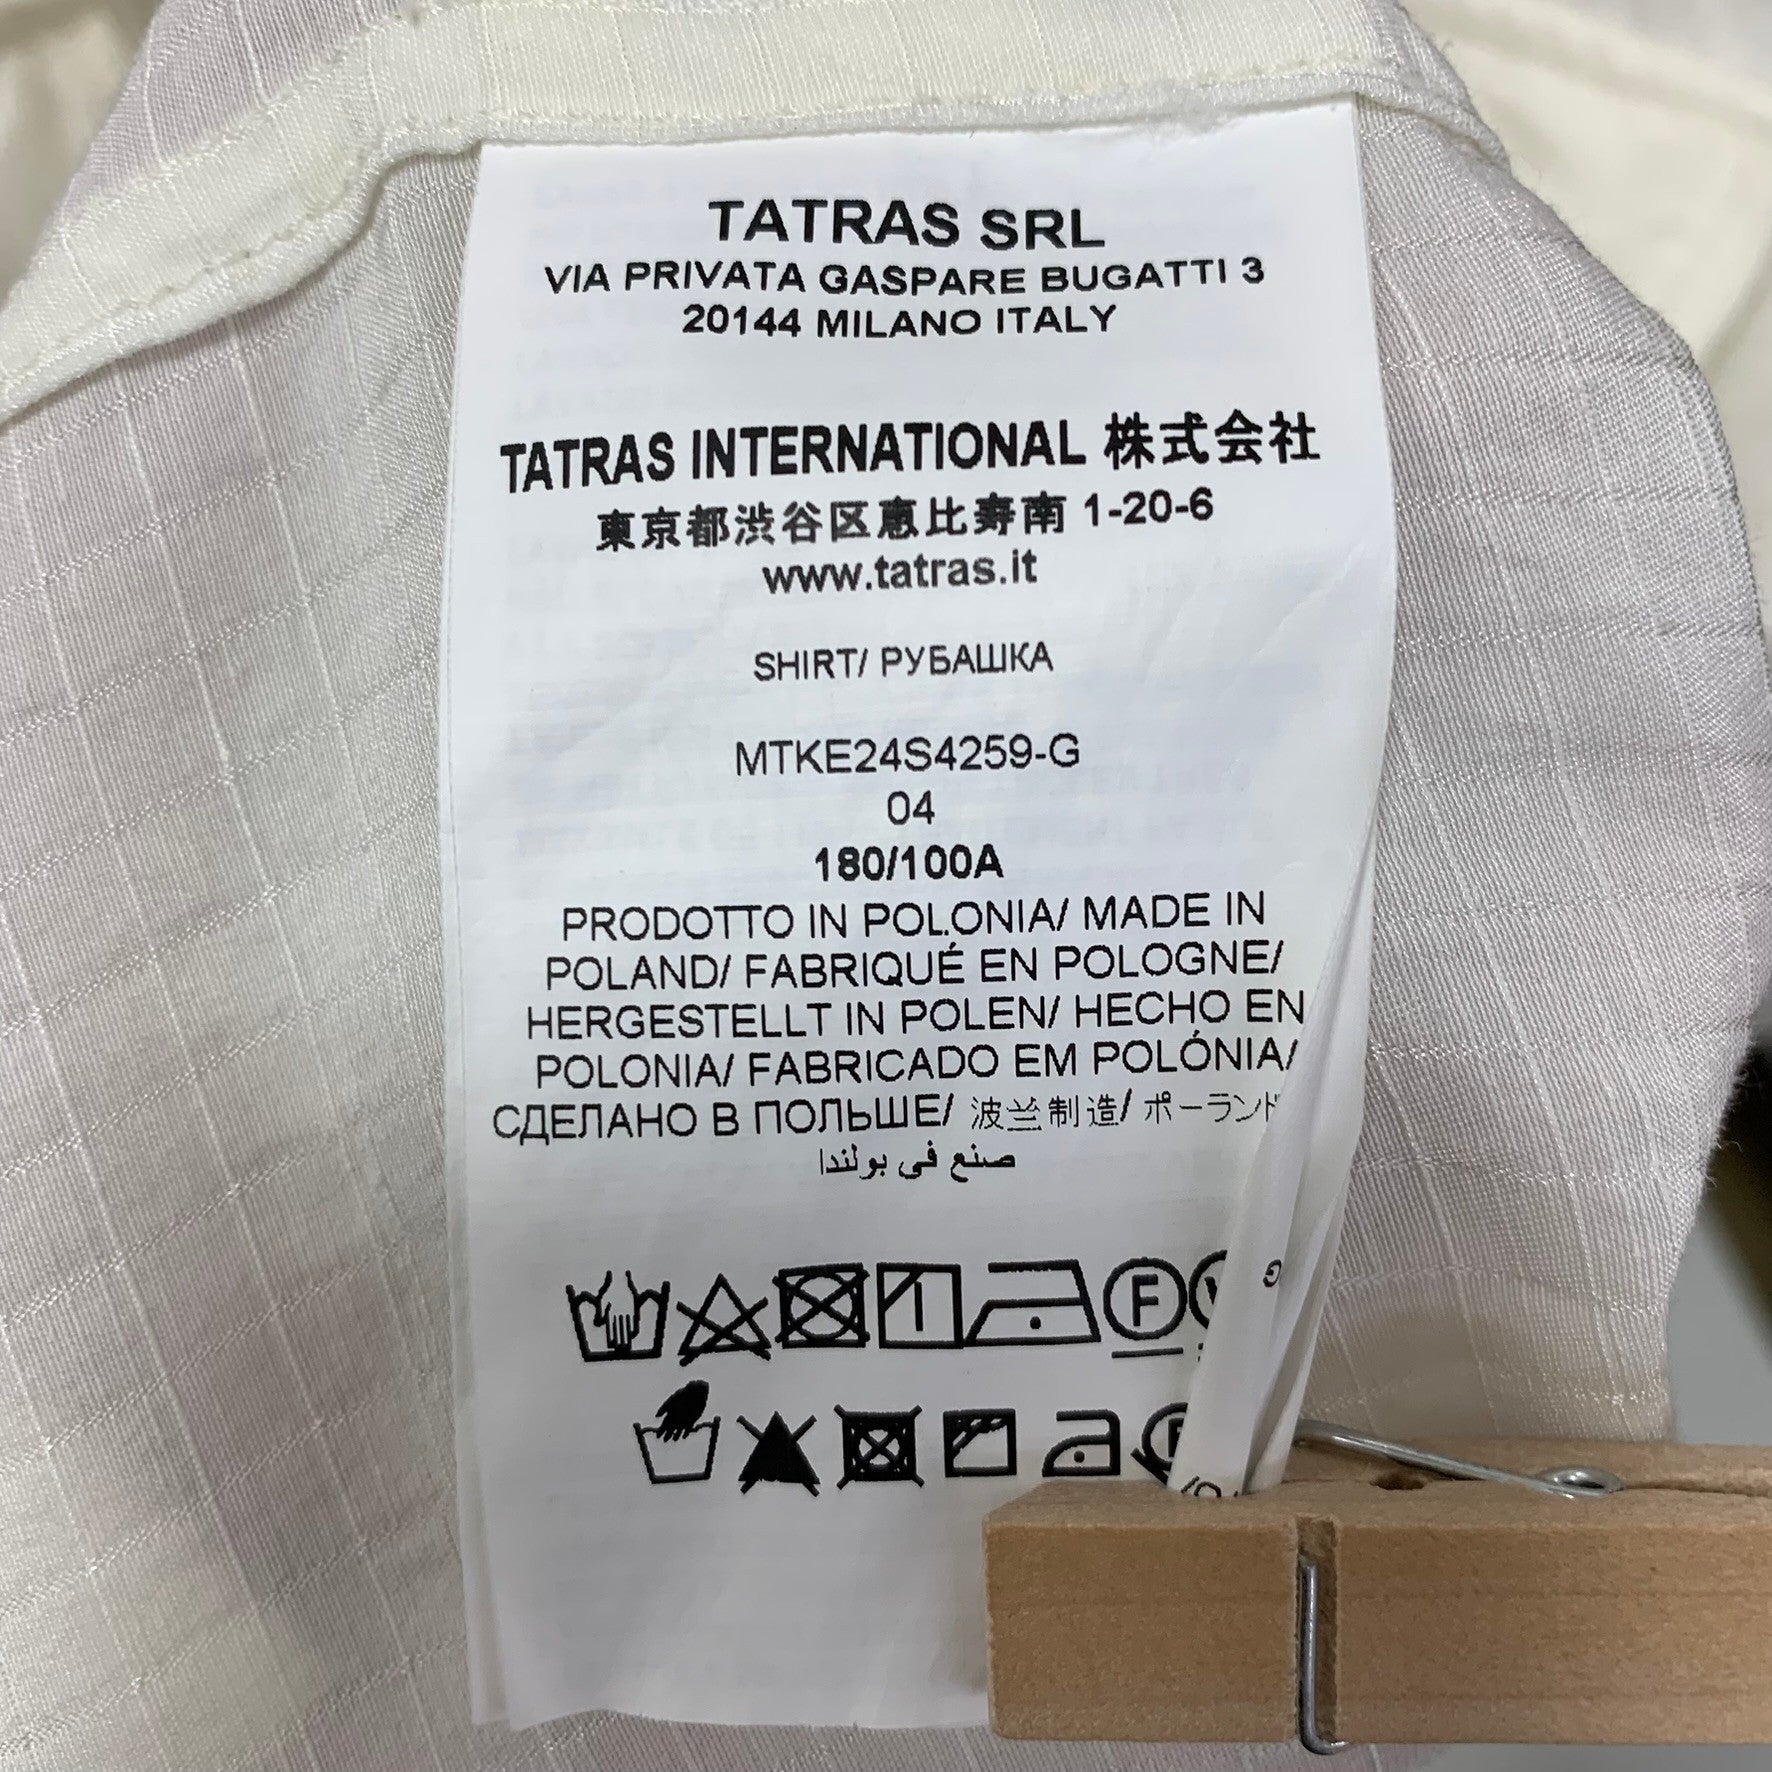 TATRAS SRL
VIA PRIVATA GASPARE BUGATTI 3
20144 MILANO ITALY
TATRAS INTERNATIONAL 株式会社
東京都渋谷区恵比寿南 1-20-6
www.tatras.it
SHIRT/ РУБАШКА
MTKE24S4259-G
04
180/100A
PRODOTTO IN POLONIA/ MADE IN
POLAND/ FABRIQUÉ EN POLOGNE/
HERGESTELLT IN POLEN/ HECHO EN
POLONIA/ FABRICADO EM POLÓNIA/
СДЕЛАНО В ПОЛЬШЕ/ 波兰制造/ ポーランド
صنع في بولندا
F